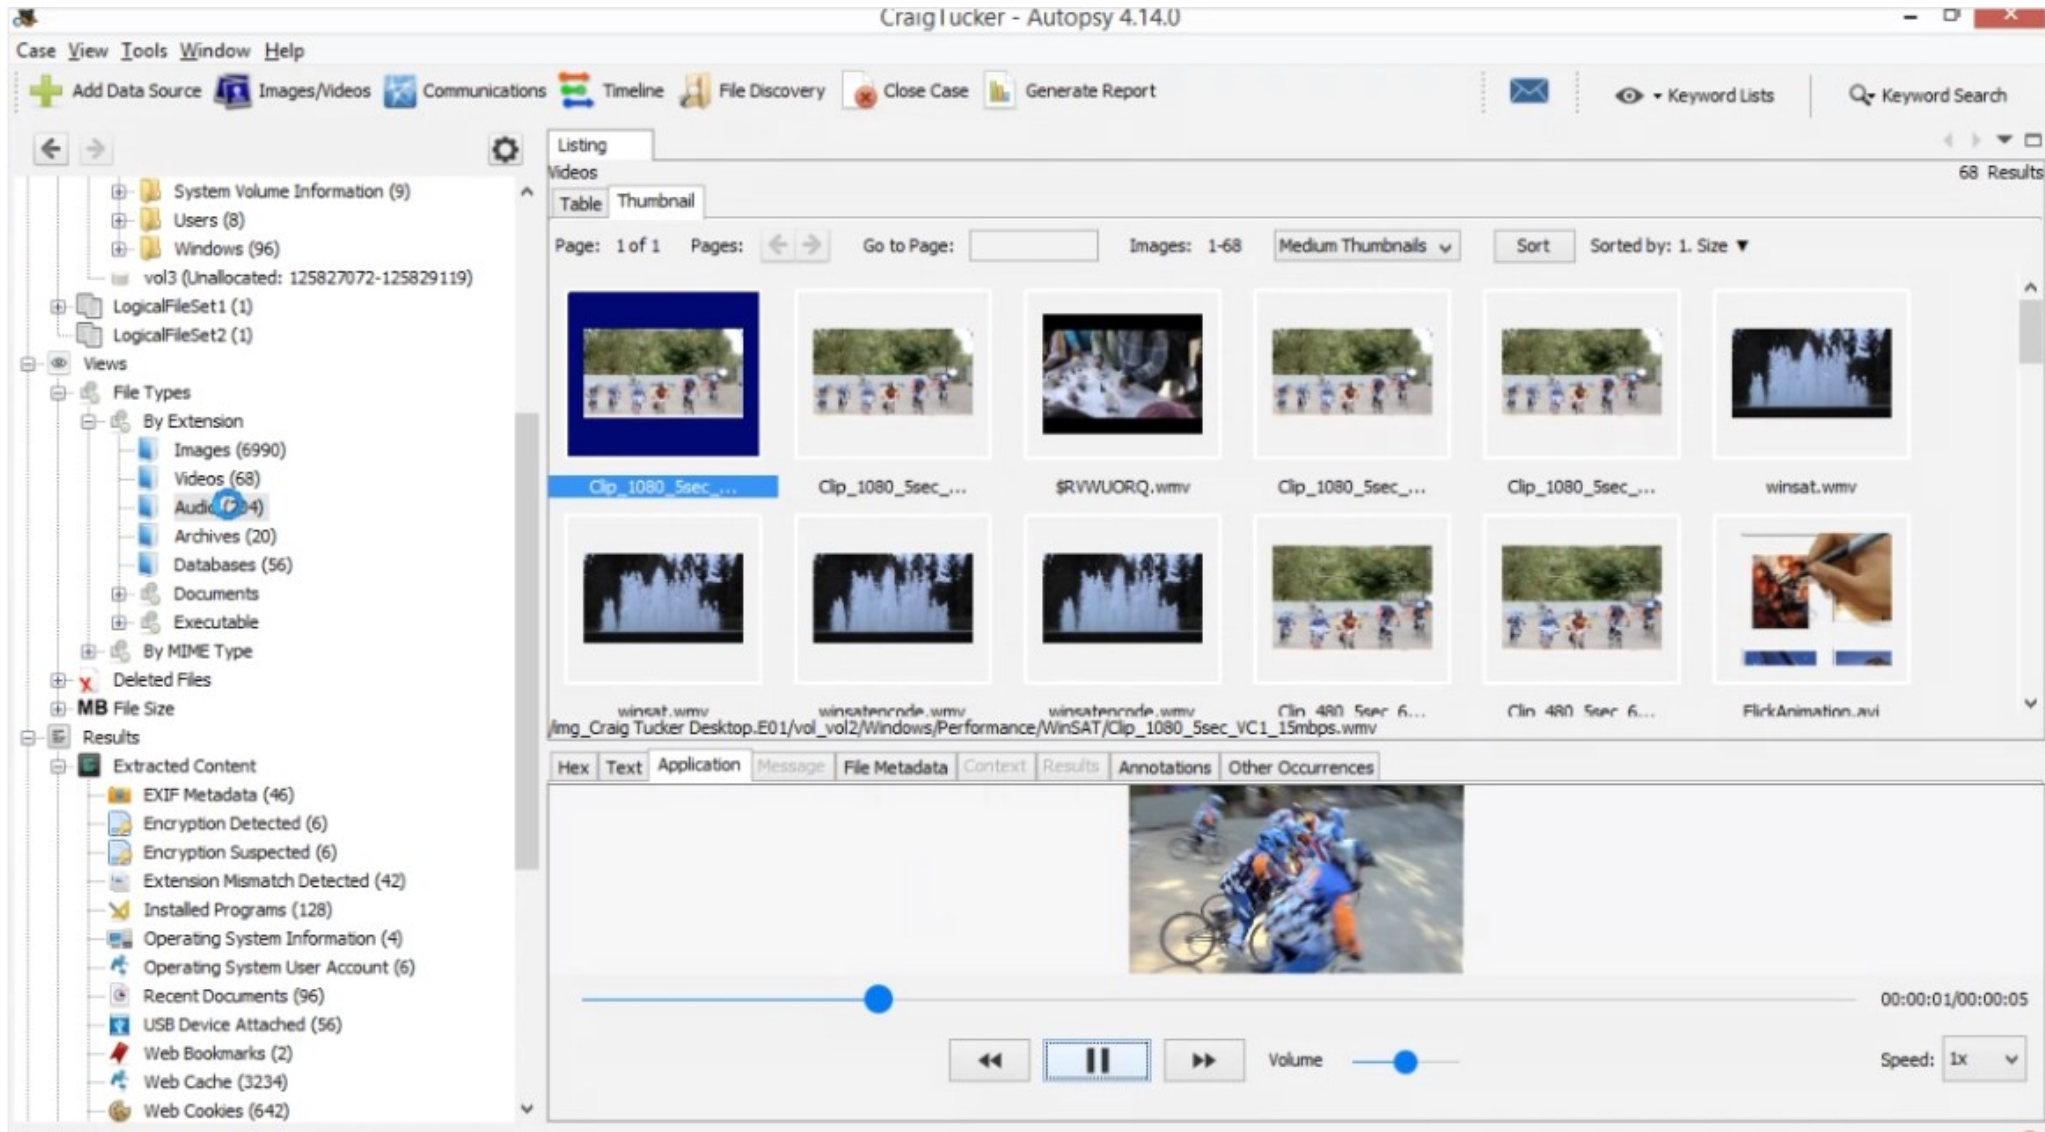 CraigTucker - Autopsy 4.14.0
Case View Tools Window Help
Add Data Source Images/Videos Communications Timeline File Discovery Close Case Generate Report Keyword Lists Keyword Search
System Volume Information (9)
Users (8)
Windows (96)
vol3 (Unallocated: 125827072-125829119)
LogicalFileSet1 (1)
LogicalFileSet2 (1)
Views
File Types
By Extension
Images (6990)
Videos (68)
Audio
Archives (20)
Databases (56)
Documents
Executable
By MIME Type
Deleted Files
MB File Size
Results
Extracted Content
EXIF Metadata (46)
Encryption Detected (6)
Encryption Suspected (6)
Extension Mismatch Detected (42)
Installed Programs (128)
Operating System Information (4)
Operating System User Account (6)
Recent Documents (96)
USB Device Attached (56)
Web Bookmarks (2)
Web Cache (3234)
Web Cookies (642)
Listing
Videos 68 Results
Table Thumbnail
Page: 1 of 1 Pages: Go to Page: Images: 1-68 Medium Thumbnails Sort Sorted by: 1. Size ▼
Clip_1080_5sec_... Clip_1080_5sec_... $RVWUORQ.wmv Clip_1080_5sec_... Clip_1080_5sec_... winsat.wmv
winsat.wmv winsatencode.wmv winsatencode.wmv Clip_480_5sec_6... Clip_480_5sec_6... FlickAnimation.avi
/img_Craig Tucker Desktop.E01/vol_vol2/Windows/Performance/WinSAT/Clip_1080_5sec_VC1_15mbps.wmv
Hex Text Application Message File Metadata Context Results Annotations Other Occurrences
00:00:01/00:00:05
Volume Speed: 1x